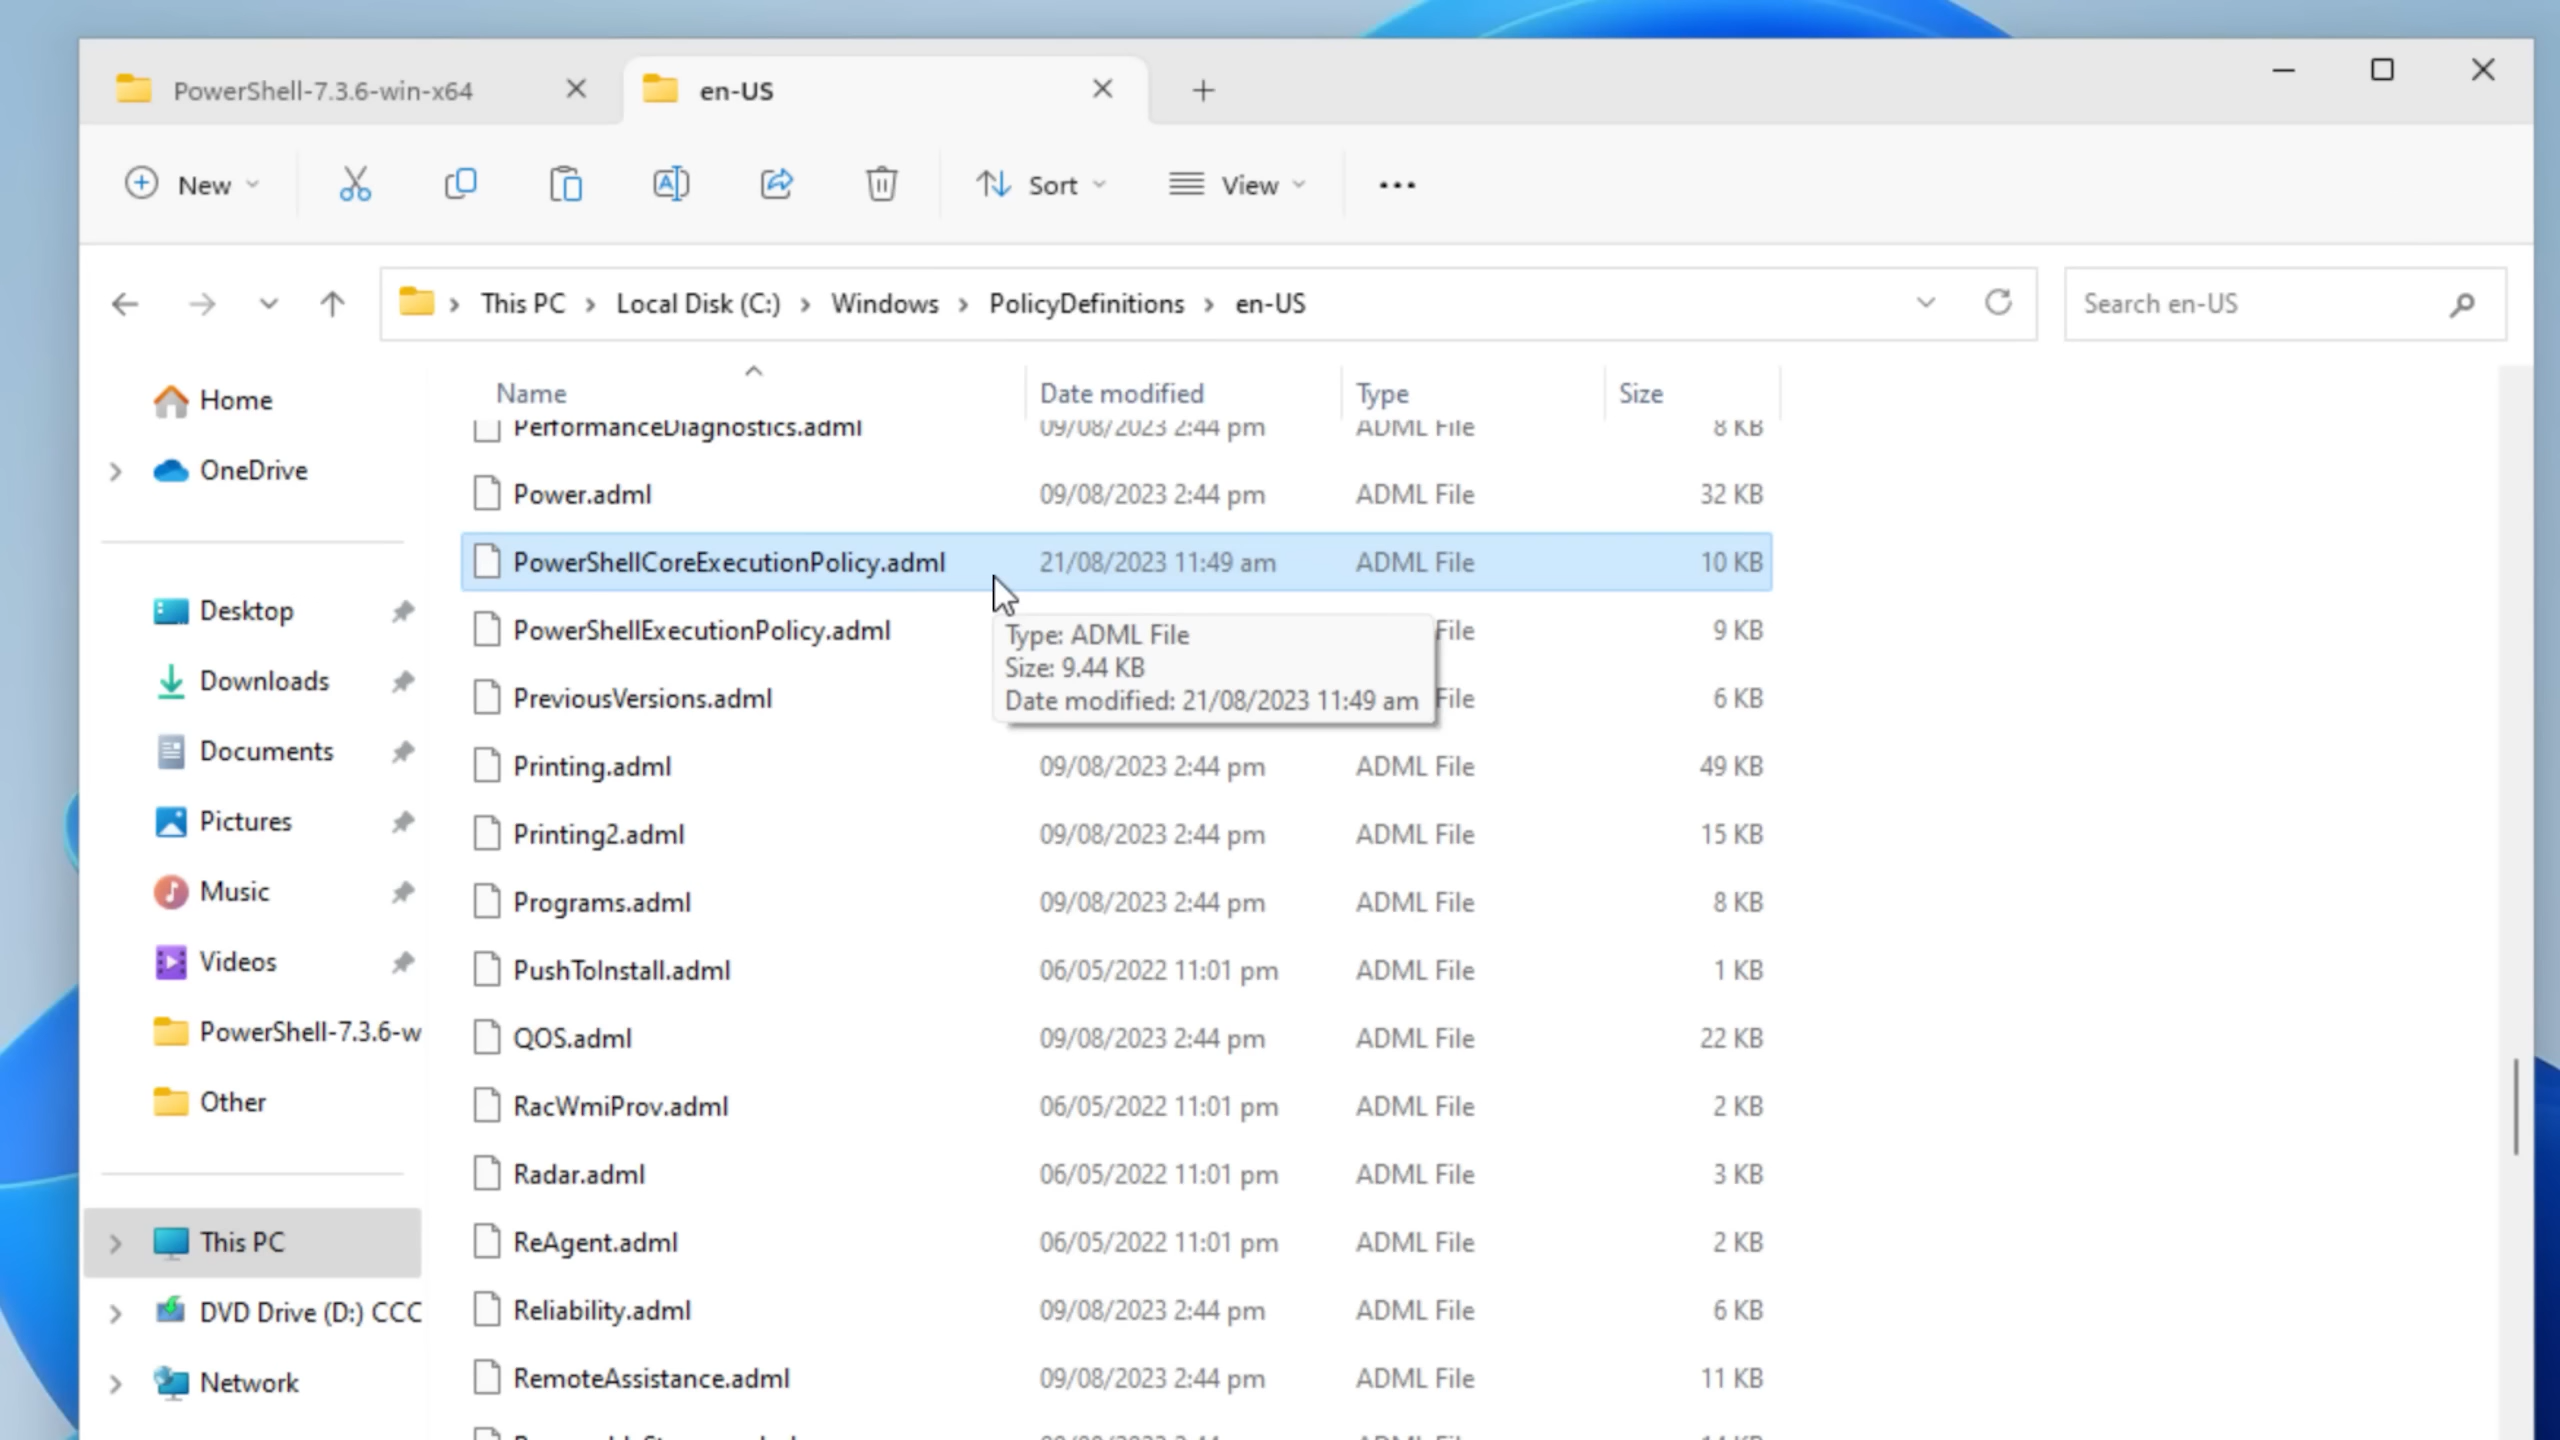 PowerShell-7.3.6-win-x64
en-US
New
Sort
View
This PC > Local Disk (C:) > Windows > PolicyDefinitions > en-US
Search en-US
Name Date modified Type Size
Home
OneDrive
Desktop
Downloads
Documents
Pictures
Music
Videos
PowerShell-7.3.6-w
Other
This PC
DVD Drive (D:) CCC
Network
PerformanceDiagnostics.adml 09/08/2023 2:44 pm ADML File 8 KB
Power.adml 09/08/2023 2:44 pm ADML File 32 KB
PowerShellCoreExecutionPolicy.adml 21/08/2023 11:49 am ADML File 10 KB
PowerShellExecutionPolicy.adml File 9 KB
PreviousVersions.adml File 6 KB
Type: ADML File
Size: 9.44 KB
Date modified: 21/08/2023 11:49 am
Printing.adml 09/08/2023 2:44 pm ADML File 49 KB
Printing2.adml 09/08/2023 2:44 pm ADML File 15 KB
Programs.adml 09/08/2023 2:44 pm ADML File 8 KB
PushToInstall.adml 06/05/2022 11:01 pm ADML File 1 KB
QOS.adml 09/08/2023 2:44 pm ADML File 22 KB
RacWmiProv.adml 06/05/2022 11:01 pm ADML File 2 KB
Radar.adml 06/05/2022 11:01 pm ADML File 3 KB
ReAgent.adml 06/05/2022 11:01 pm ADML File 2 KB
Reliability.adml 09/08/2023 2:44 pm ADML File 6 KB
RemoteAssistance.adml 09/08/2023 2:44 pm ADML File 11 KB